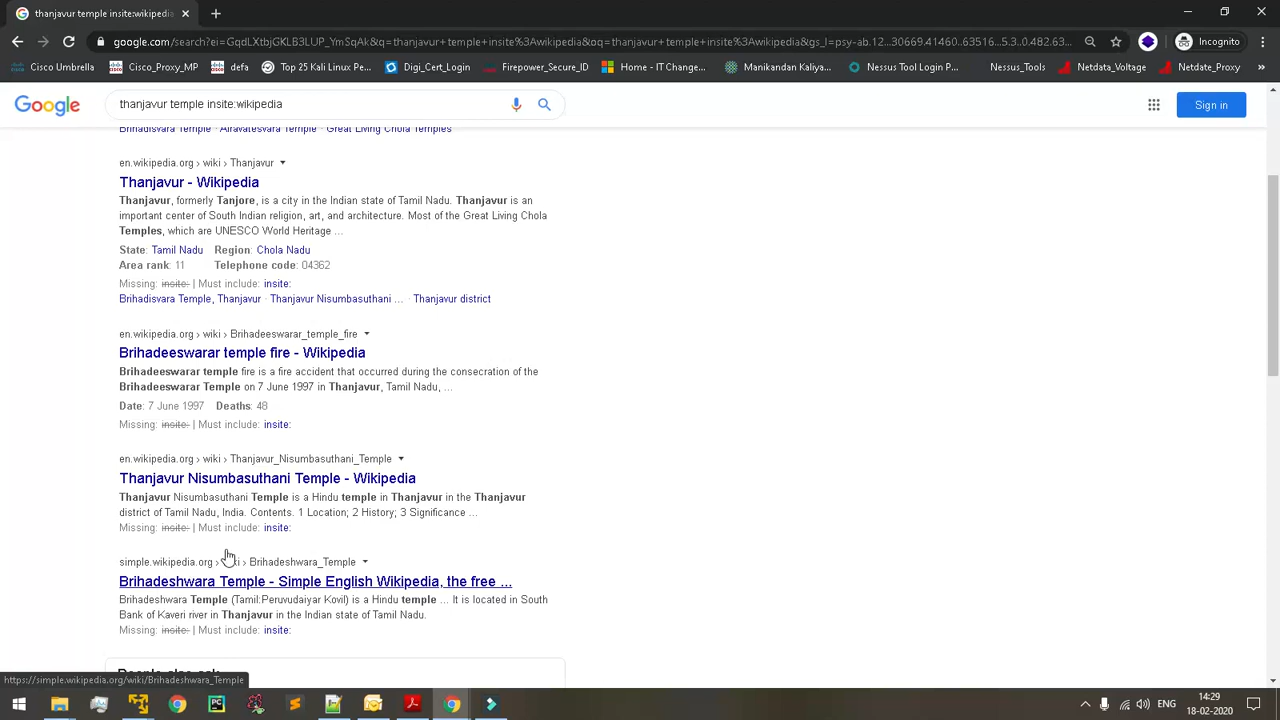 thanjavur temple insite:wikipedia
google.com/search?ei=GqdLXtbjGKLB3LUP_YmSqAk&q=thanjavur+temple+insite%3Awikipedia&oq=thanjavur+temple+insite%3Awikipedia&gs_l=psy-ab.12...30669.41460..63516...5.3..0.482.63...
Incognito
Cisco Umbrella
Cisco_Proxy_MP
defa
Top 25 Kali Linux Pe...
Digi_Cert_Login
Firepower_Secure_ID
Home - IT Change...
Manikandan Kaliya...
Nessus Tool Login P...
Nessus_Tools
Netdata_Voltage
Netdata_Proxy
»
Google
thanjavur temple insite:wikipedia
Sign in
Brihadisvara Temple · Airavatesvara Temple · Great Living Chola Temples
en.wikipedia.org › wiki › Thanjavur
Thanjavur - Wikipedia
Thanjavur, formerly Tanjore, is a city in the Indian state of Tamil Nadu. Thanjavur is an
important center of South Indian religion, art, and architecture. Most of the Great Living Chola
Temples, which are UNESCO World Heritage ...
State: Tamil Nadu Region: Chola Nadu
Area rank: 11 Telephone code: 04362
Missing: insite: | Must include: insite:
Brihadisvara Temple, Thanjavur · Thanjavur Nisumbasuthani ... · Thanjavur district
en.wikipedia.org › wiki › Brihadeeswarar_temple_fire
Brihadeeswarar temple fire - Wikipedia
Brihadeeswarar temple fire is a fire accident that occurred during the consecration of the
Brihadeeswarar Temple on 7 June 1997 in Thanjavur, Tamil Nadu, ...
Date: 7 June 1997 Deaths: 48
Missing: insite: | Must include: insite:
en.wikipedia.org › wiki › Thanjavur_Nisumbasuthani_Temple
Thanjavur Nisumbasuthani Temple - Wikipedia
Thanjavur Nisumbasuthani Temple is a Hindu temple in Thanjavur in the Thanjavur
district of Tamil Nadu, India. Contents. 1 Location; 2 History; 3 Significance ...
Missing: insite: | Must include: insite:
simple.wikipedia.org › wiki › Brihadeshwara_Temple
Brihadeshwara Temple - Simple English Wikipedia, the free ...
Brihadeshwara Temple (Tamil:Peruvudaiyar Kovil) is a Hindu temple ... It is located in South
Bank of Kaveri river in Thanjavur in the Indian state of Tamil Nadu.
Missing: insite: | Must include: insite:
People also ask
https://simple.wikipedia.org/wiki/Brihadeshwara_Temple
PC
ENG
14:29
18-02-2020